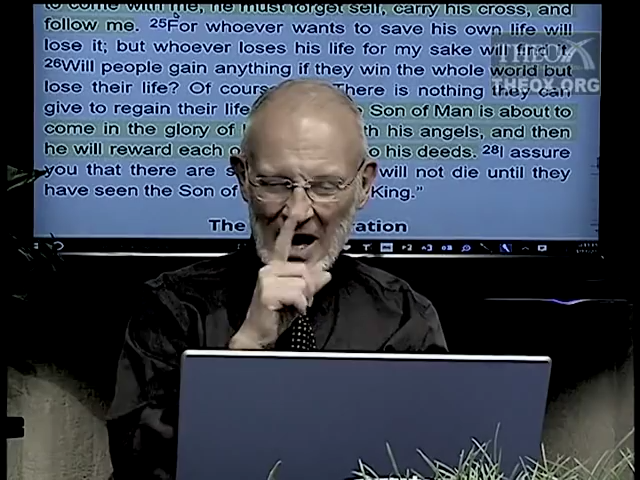 to come with me, he must forget self, carry his cross, and
follow me. 25For whoever wants to save his own life will
lose it; but whoever loses his life for my sake will find it.
26Will people gain anything if they win the whole world but
lose their life? Of course There is nothing they can
give to regain their life Son of Man is about to
come in the glory of th his angels, and then
he will reward each o o his deeds. 28I assure
you that there are s will not die until they
have seen the Son of King."
The ration
THEOX
THEOX.ORG